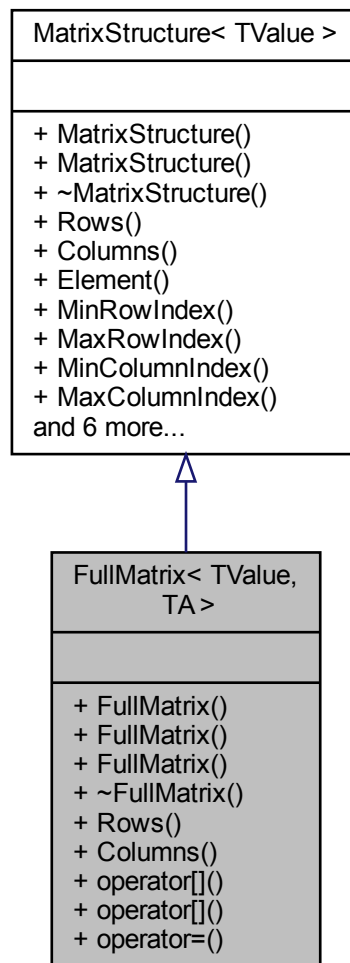 MatrixStructure< TValue >
+ MatrixStructure()
+ MatrixStructure()
+ ~MatrixStructure()
+ Rows()
+ Columns()
+ Element()
+ MinRowIndex()
+ MaxRowIndex()
+ MinColumnIndex()
+ MaxColumnIndex()
and 6 more...
FullMatrix< TValue,
TA >
+ FullMatrix()
+ FullMatrix()
+ FullMatrix()
+ ~FullMatrix()
+ Rows()
+ Columns()
+ operator[]()
+ operator[]()
+ operator=()